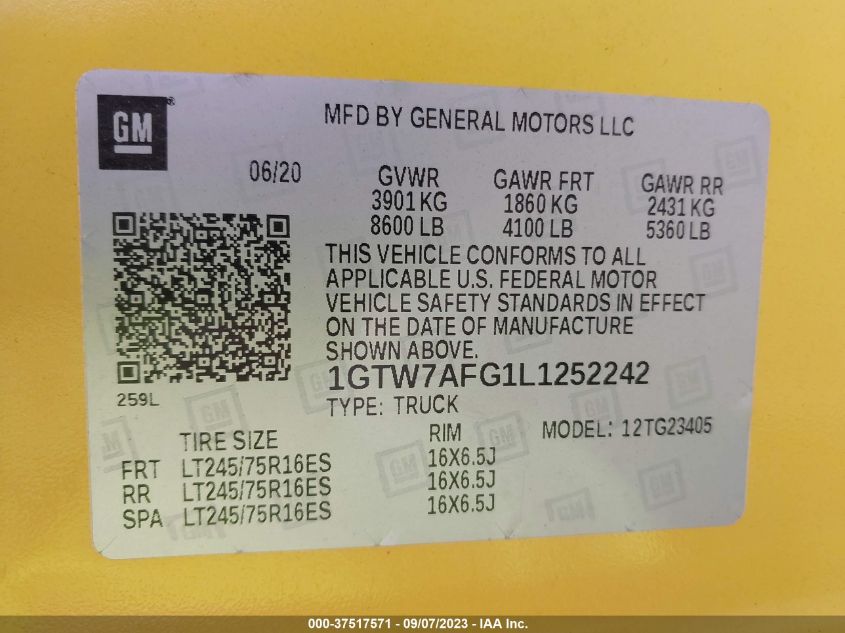 GM®
MFD BY GENERAL MOTORS LLC
06/20
GVWR GAWR FRT GAWR RR
3901 KG 1860 KG 2431 KG
8600 LB 4100 LB 5360 LB
THIS VEHICLE CONFORMS TO ALL
APPLICABLE U.S. FEDERAL MOTOR
VEHICLE SAFETY STANDARDS IN EFFECT
ON THE DATE OF MANUFACTURE
SHOWN ABOVE.
259L
1GTW7AFG1L1252242
TYPE: TRUCK
MODEL: 12TG23405
TIRE SIZE RIM
FRT LT245/75R16ES 16X6.5J
RR LT245/75R16ES 16X6.5J
SPA LT245/75R16ES 16X6.5J
000-37517571 - 09/07/2023 - IAA Inc.